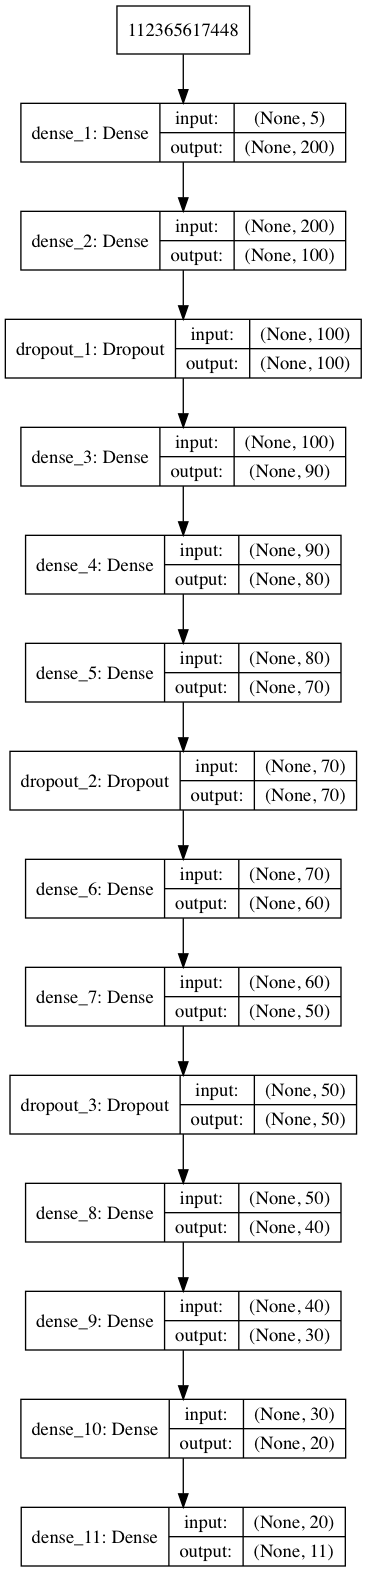 112365617448
dense_1: Dense
input: (None, 5)
output: (None, 200)
dense_2: Dense
input: (None, 200)
output: (None, 100)
dropout_1: Dropout
input: (None, 100)
output: (None, 100)
dense_3: Dense
input: (None, 100)
output: (None, 90)
dense_4: Dense
input: (None, 90)
output: (None, 80)
dense_5: Dense
input: (None, 80)
output: (None, 70)
dropout_2: Dropout
input: (None, 70)
output: (None, 70)
dense_6: Dense
input: (None, 70)
output: (None, 60)
dense_7: Dense
input: (None, 60)
output: (None, 50)
dropout_3: Dropout
input: (None, 50)
output: (None, 50)
dense_8: Dense
input: (None, 50)
output: (None, 40)
dense_9: Dense
input: (None, 40)
output: (None, 30)
dense_10: Dense
input: (None, 30)
output: (None, 20)
dense_11: Dense
input: (None, 20)
output: (None, 11)